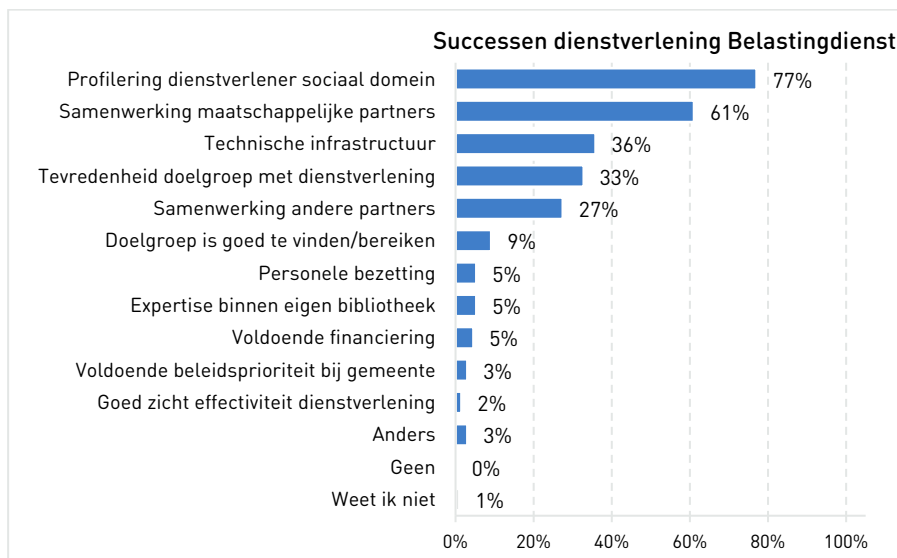 Successen dienstverlening Belastingdienst
Profilering dienstverlener sociaal domein 77%
Samenwerking maatschappelijke partners 61%
Technische infrastructuur 36%
Tevredenheid doelgroep met dienstverlening 33%
Samenwerking andere partners 27%
Doelgroep is goed te vinden/bereiken 9%
Personele bezetting 5%
Expertise binnen eigen bibliotheek 5%
Voldoende financiering 5%
Voldoende beleidsprioriteit bij gemeente 3%
Goed zicht effectiviteit dienstverlening 2%
Anders 3%
Geen 0%
Weet ik niet 1%
0% 20% 40% 60% 80% 100%